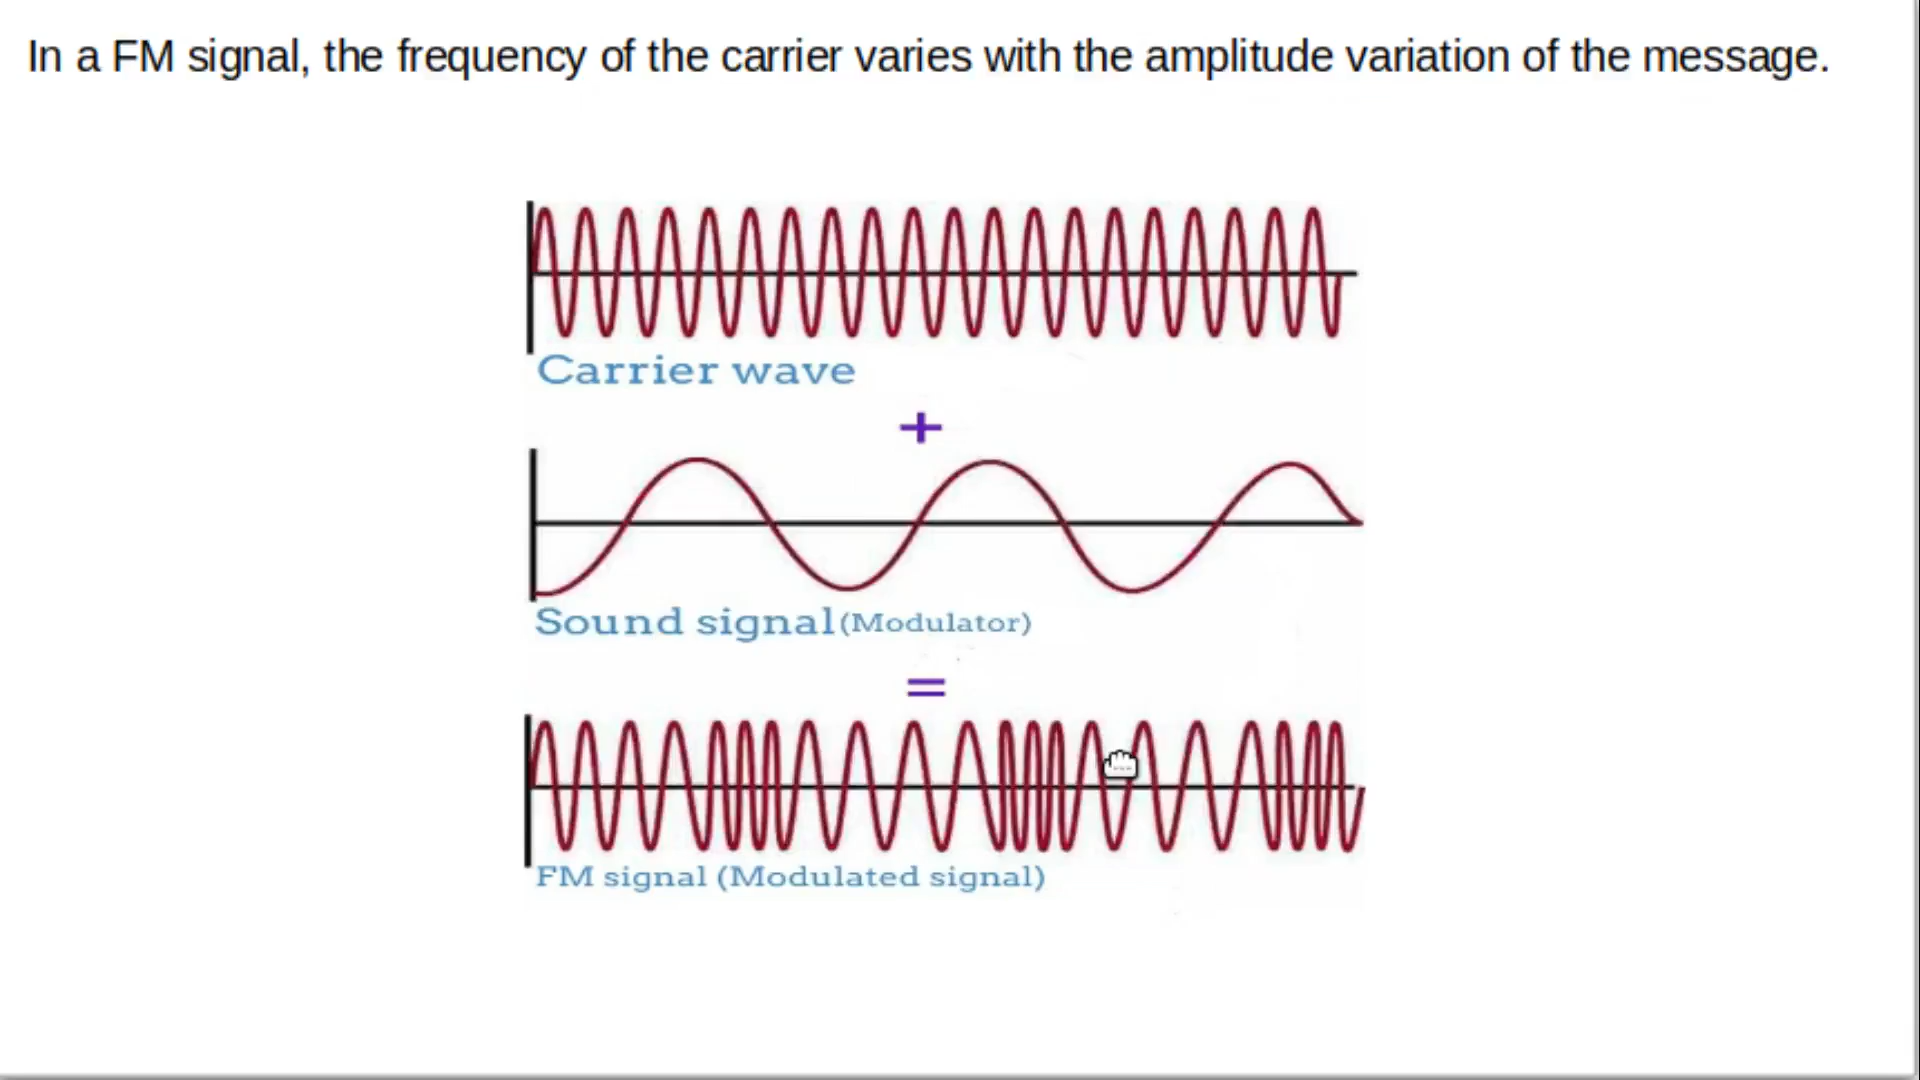 In a FM signal, the frequency of the carrier varies with the amplitude variation of the message.
Carrier wave
+
Sound signal(Modulator)
=
FM signal (Modulated signal)